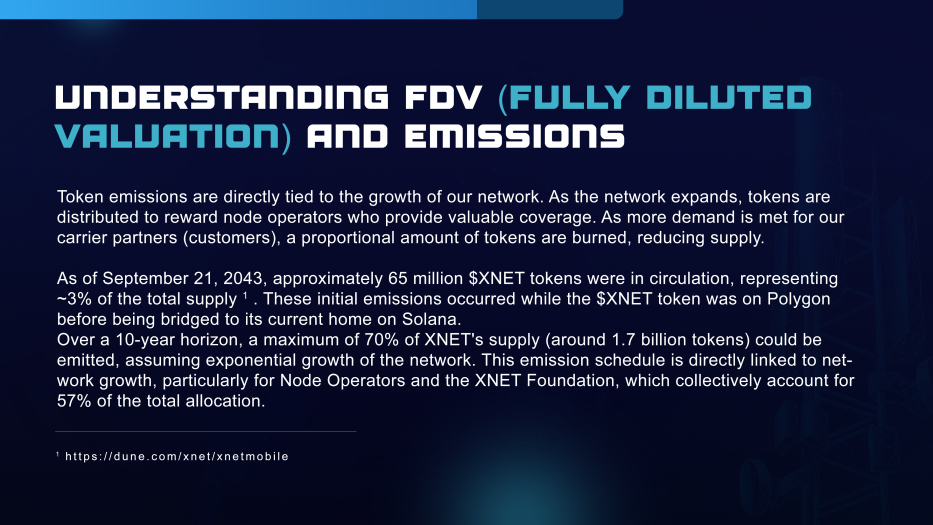 UNDERSTANDING FDV (FULLY DILUTED
VALUATION) AND EMISSIONS
Token emissions are directly tied to the growth of our network. As the network expands, tokens are
distributed to reward node operators who provide valuable coverage. As more demand is met for our
carrier partners (customers), a proportional amount of tokens are burned, reducing supply.
As of September 21, 2043, approximately 65 million $XNET tokens were in circulation, representing
~3% of the total supply ¹ . These initial emissions occurred while the $XNET token was on Polygon
before being bridged to its current home on Solana.
Over a 10-year horizon, a maximum of 70% of XNET's supply (around 1.7 billion tokens) could be
emitted, assuming exponential growth of the network. This emission schedule is directly linked to net-
work growth, particularly for Node Operators and the XNET Foundation, which collectively account for
57% of the total allocation.
¹ https://dune.com/xnet/xnetmobile